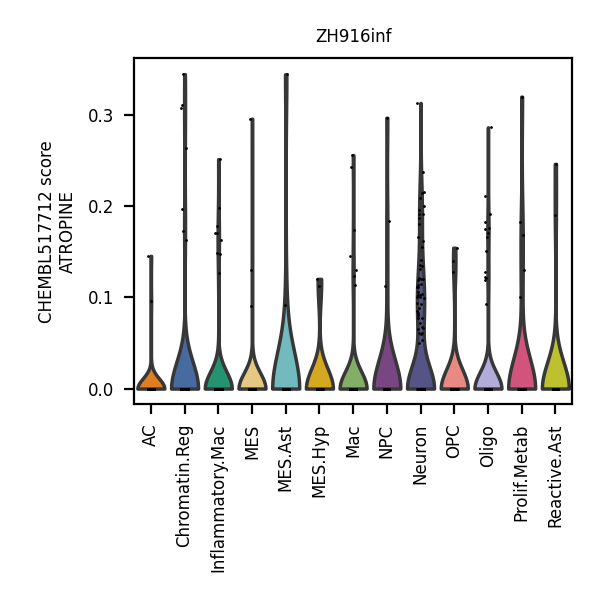 ZH916inf
CHEMBL517712 score
ATROPINE
0.3
0.2
0.1
0.0
AC
Chromatin.Reg
Inflammatory.Mac
MES
MES.Ast
MES.Hyp
Mac
NPC
Neuron
OPC
Oligo
Prolif.Metab
Reactive.Ast